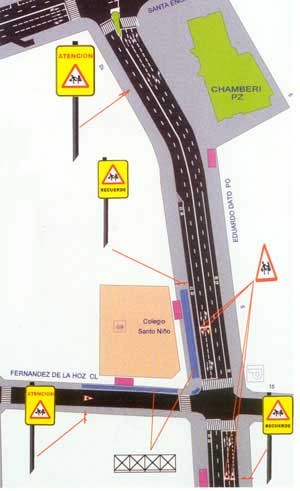 SANTA ENG
ATENCION
CHAMBERI
PZ
RECUERDE
EDUARDO DATO PO
69
Colegio
Santo Niño
FERNANDEZ DE LA HOZ CL
ATENCION
15
RECUERDE